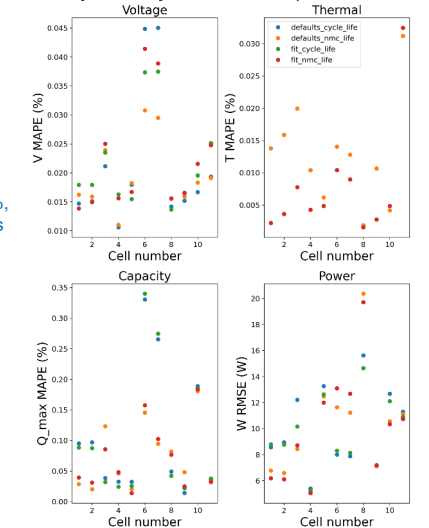 Voltage
Thermal
V MAPE (%)
0.045
0.040
0.035
0.030
0.025
0.020
0.015
0.010
2 4 6 8 10
Cell number
T MAPE (%)
0.030
0.025
0.020
0.015
0.010
0.005
defaults_cycle_life
defaults_nmc_life
fit_cycle_life
fit_nmc_life
2 4 6 8 10
Cell number
Capacity
Power
Q_max MAPE (%)
0.35
0.30
0.25
0.20
0.15
0.10
0.05
0.00
2 4 6 8 10
Cell number
W RMSE (W)
20
18
16
14
12
10
8
6
2 4 6 8 10
Cell number